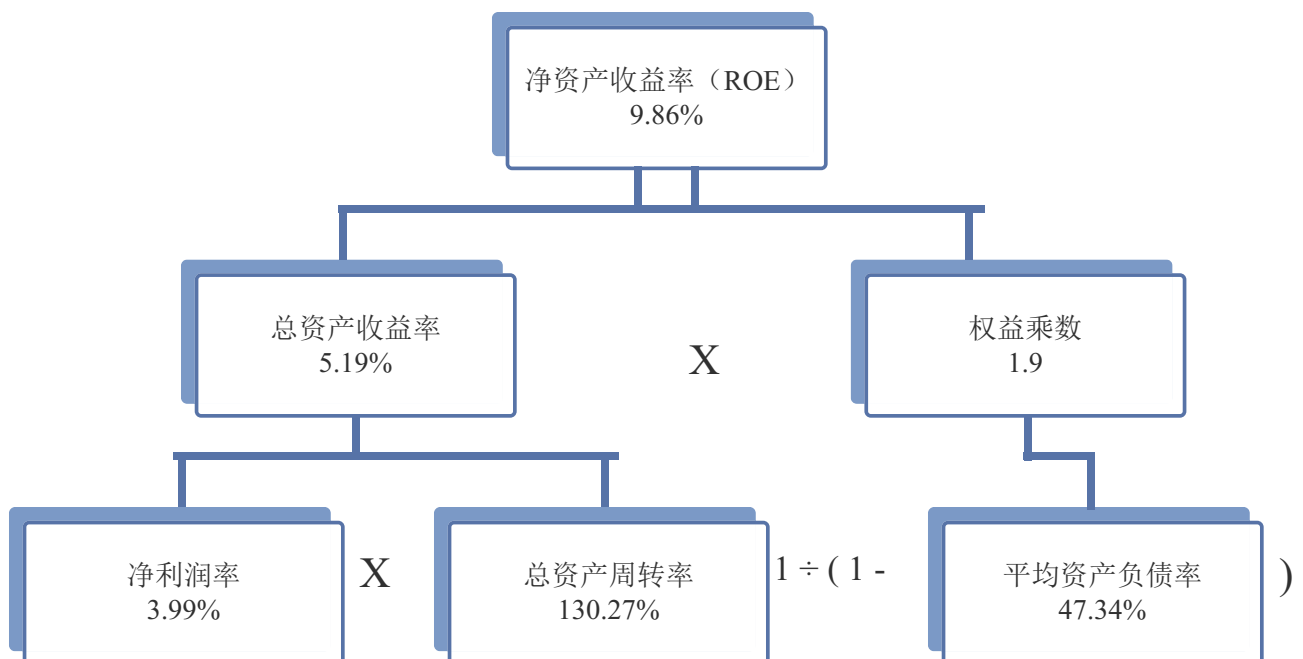 净资产收益率（ROE）
9.86%
总资产收益率
5.19%
X
权益乘数
1.9
净利润率
3.99%
X
总资产周转率
130.27%
1 ÷ ( 1 -
平均资产负债率
47.34%
)